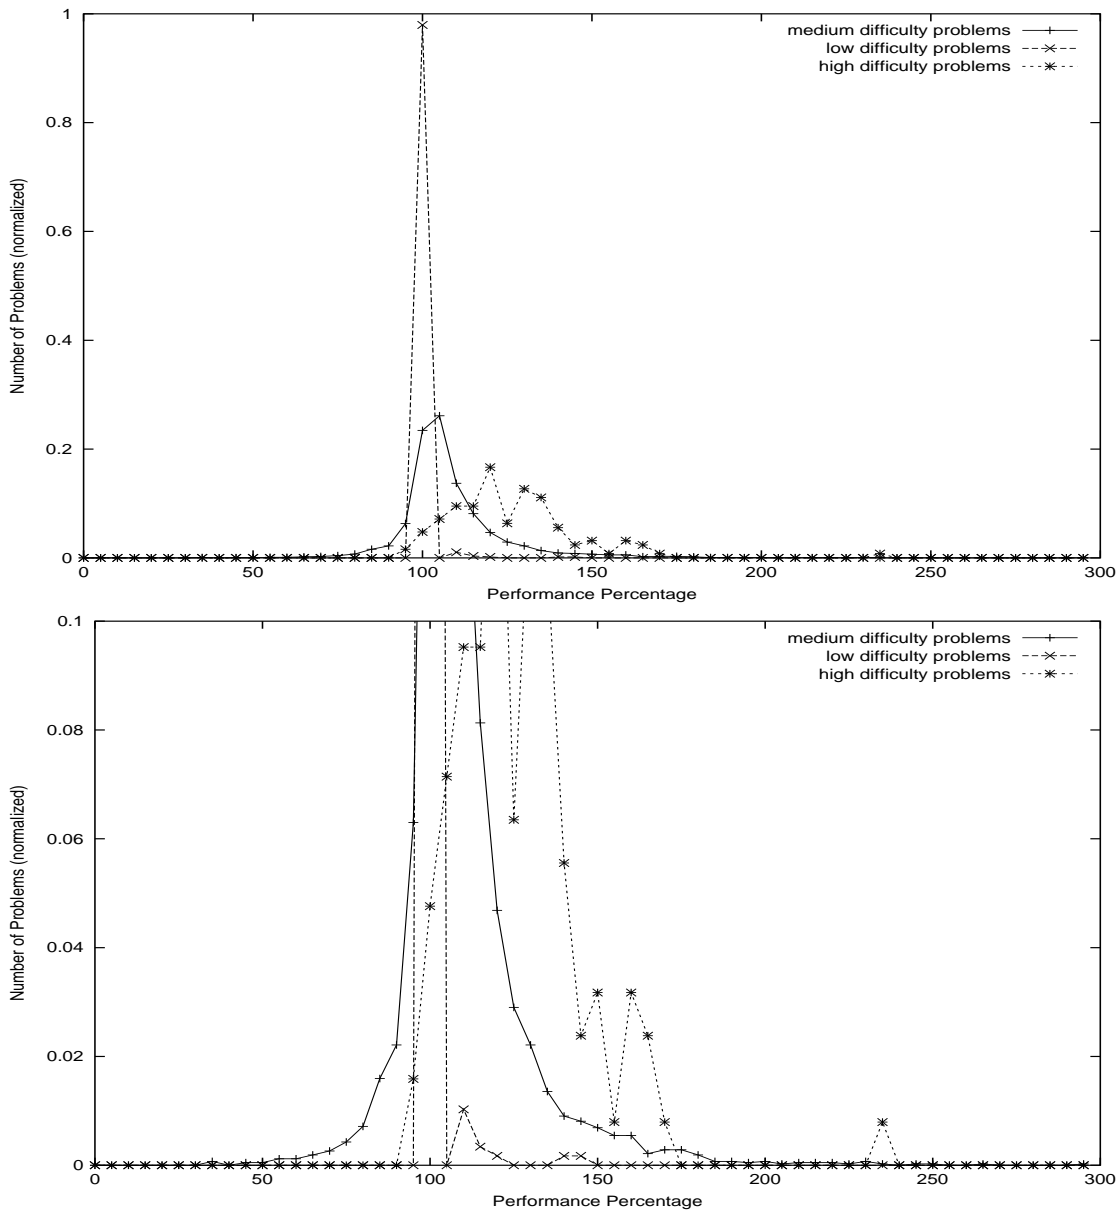 1
0.8
0.6
0.4
0.2
0
0
50
100
150
200
250
300
Number of Problems (normalized)
Performance Percentage
medium difficulty problems
low difficulty problems
high difficulty problems
0.1
0.08
0.06
0.04
0.02
0
0
50
100
150
200
250
300
Number of Problems (normalized)
Performance Percentage
medium difficulty problems
low difficulty problems
high difficulty problems